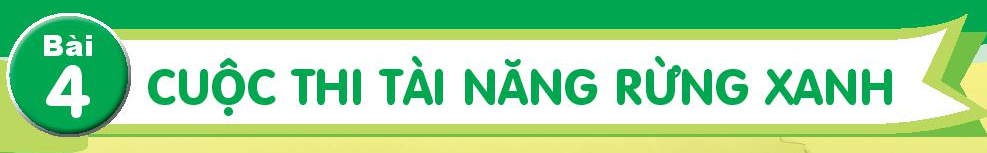 Bài
4
CUỘC THI TÀI NĂNG RỪNG XANH